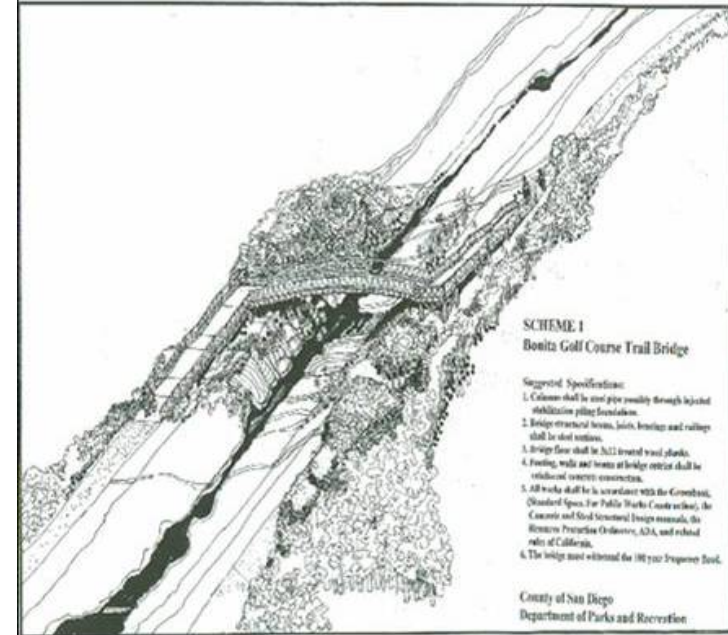 SCHEME 1
Bonita Golf Course Trail Bridge
Suggested Specifications:
1. Columns shall be steel pipe possibly through injected
stabilization piling foundations.
2. Bridge structural beams, joists, bracings and railings
shall be steel sections.
3. Bridge floor shall be 3x12 treated wood planks.
4. Footing, walls and beams at bridge entries shall be
reinforced concrete construction.
5. All works shall be in accordance with the Greenbook,
(Standard Specs. For Public Works Construction), the
Concrete and Steel Structural Design manuals, the
Resource Protection Ordinance, ADA, and related
rules of California.
6. The bridge must withstand the 100 year frequency flood.
County of San Diego
Department of Parks and Recreation